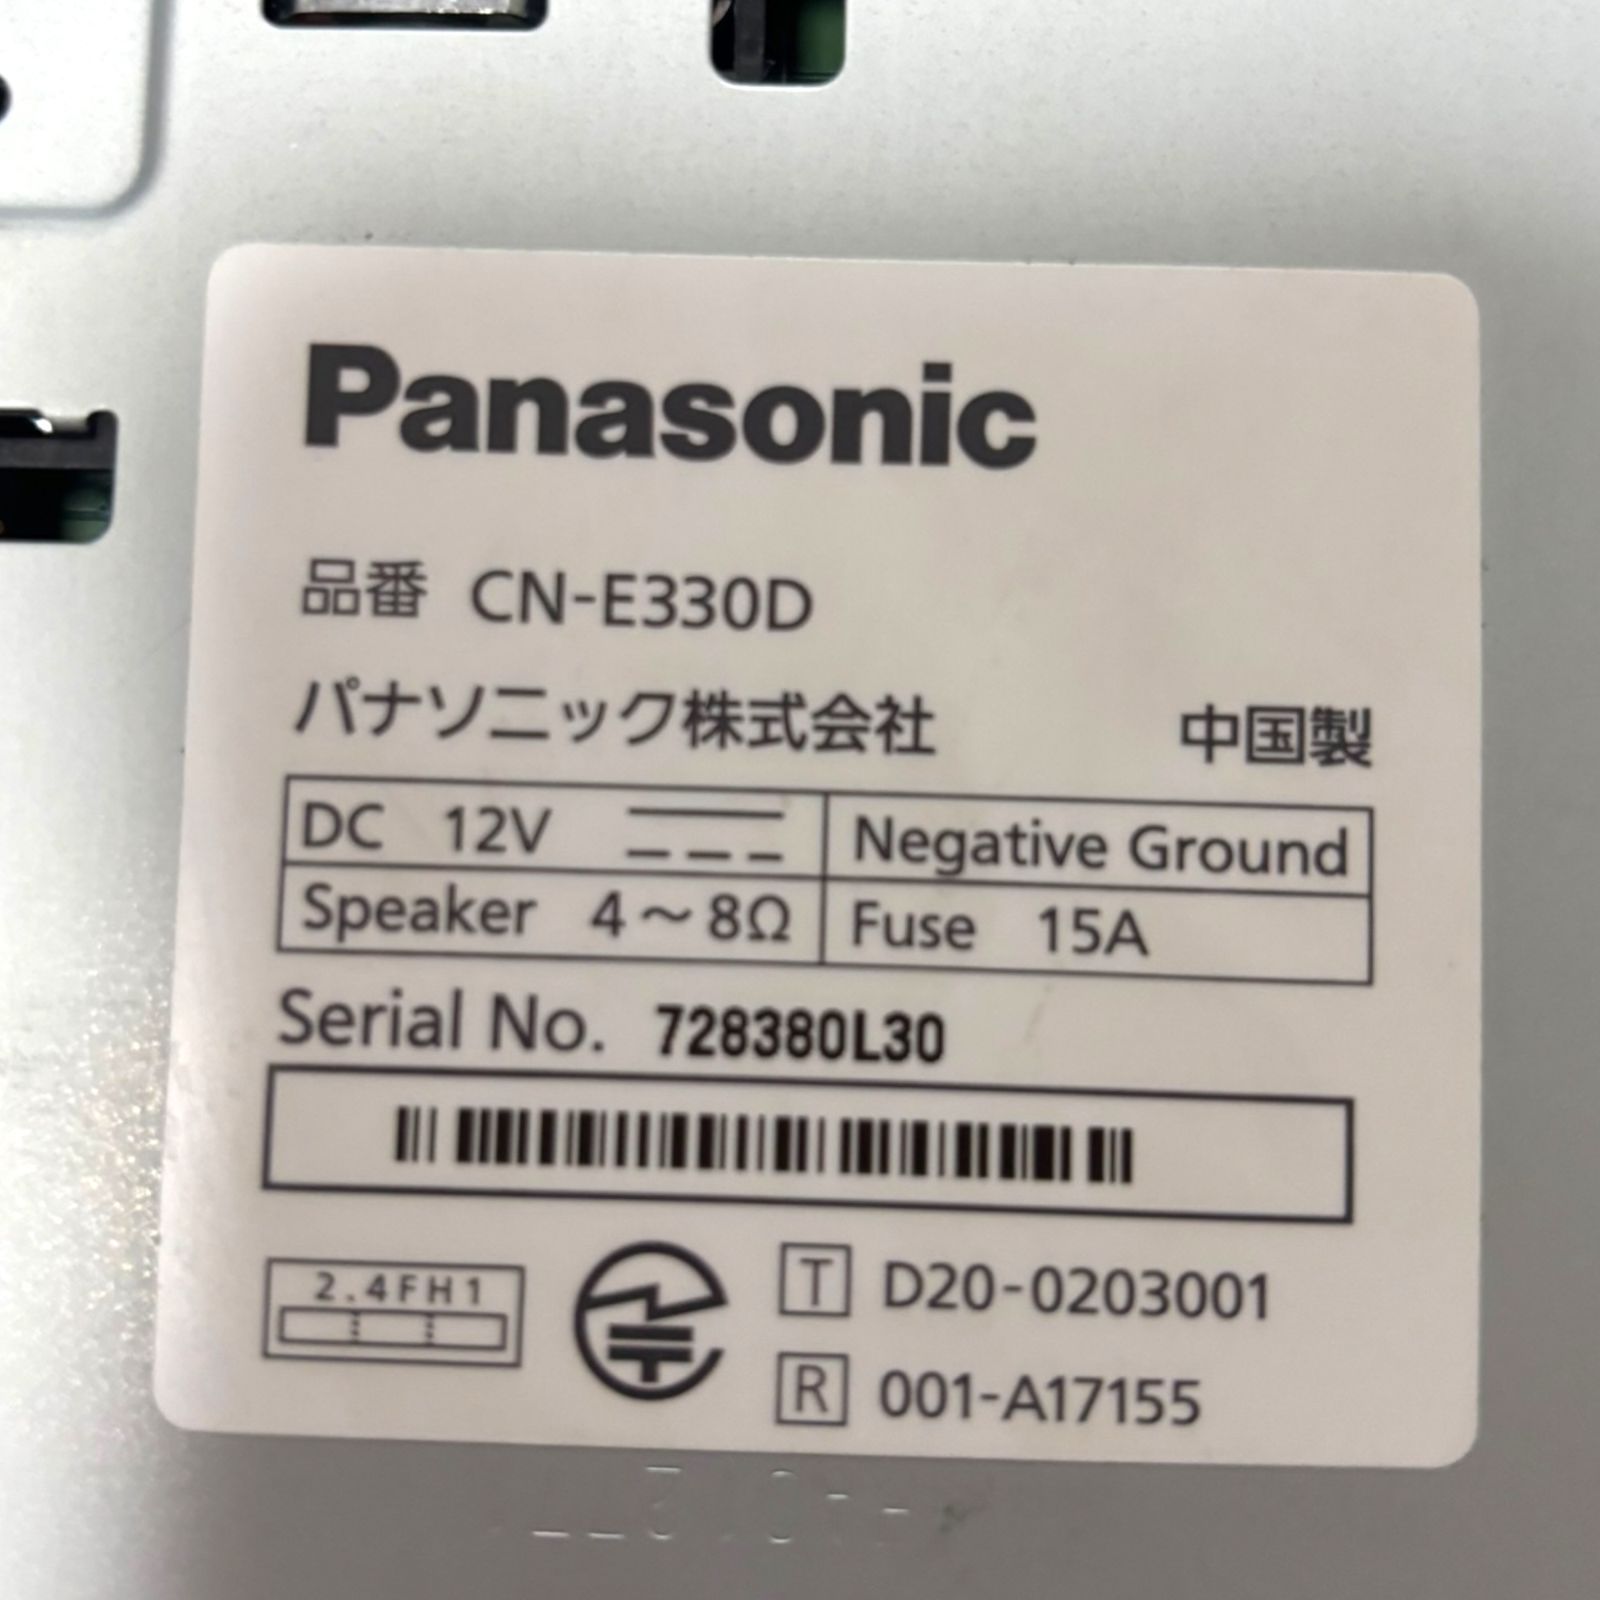 Panasonic
品番 CN-E330D
パナソニック株式会社 中国製
DC 12V Negative Ground
Speaker 4～8Ω Fuse 15A
Serial No. 728380L30
2.4FH1
T D20-0203001
R 001-A17155